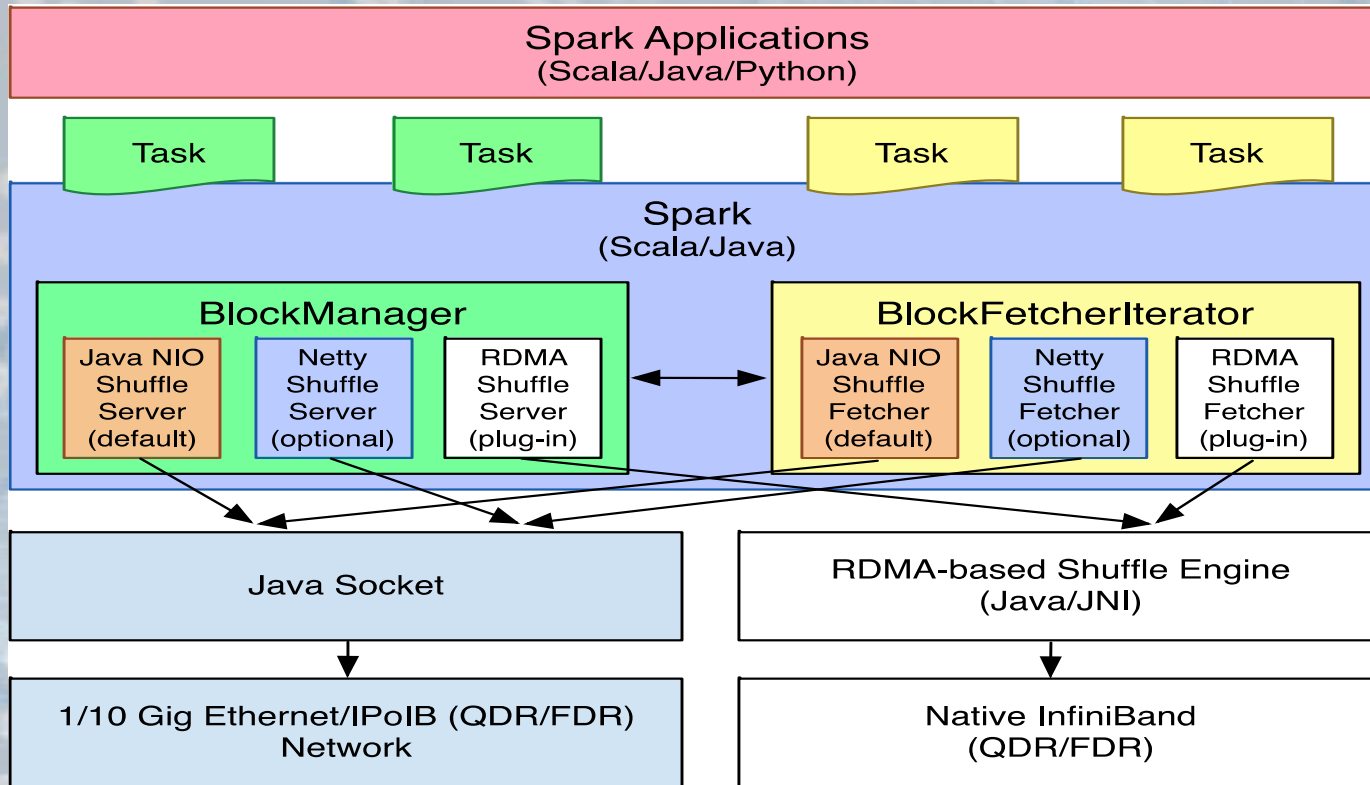 Spark Applications
(Scala/Java/Python)
Task
Task
Task
Task
Spark
(Scala/Java)
BlockManager
Java NIO
Shuffle
Server
(default)
Netty
Shuffle
Server
(optional)
RDMA
Shuffle
Server
(plug-in)
BlockFetcherIterator
Java NIO
Shuffle
Fetcher
(default)
Netty
Shuffle
Fetcher
(optional)
RDMA
Shuffle
Fetcher
(plug-in)
Java Socket
RDMA-based Shuffle Engine
(Java/JNI)
1/10 Gig Ethernet/IPoIB (QDR/FDR)
Network
Native InfiniBand
(QDR/FDR)